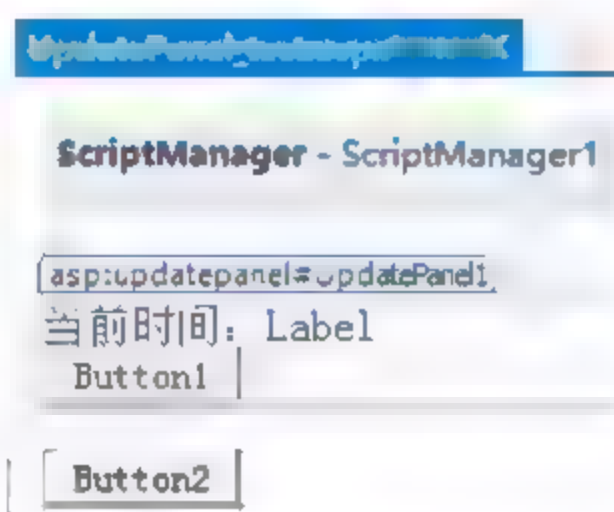 ScriptManager - ScriptManager1
asp:updatepanel#UpdatePanel1
当前时间：Label
Button1
Button2